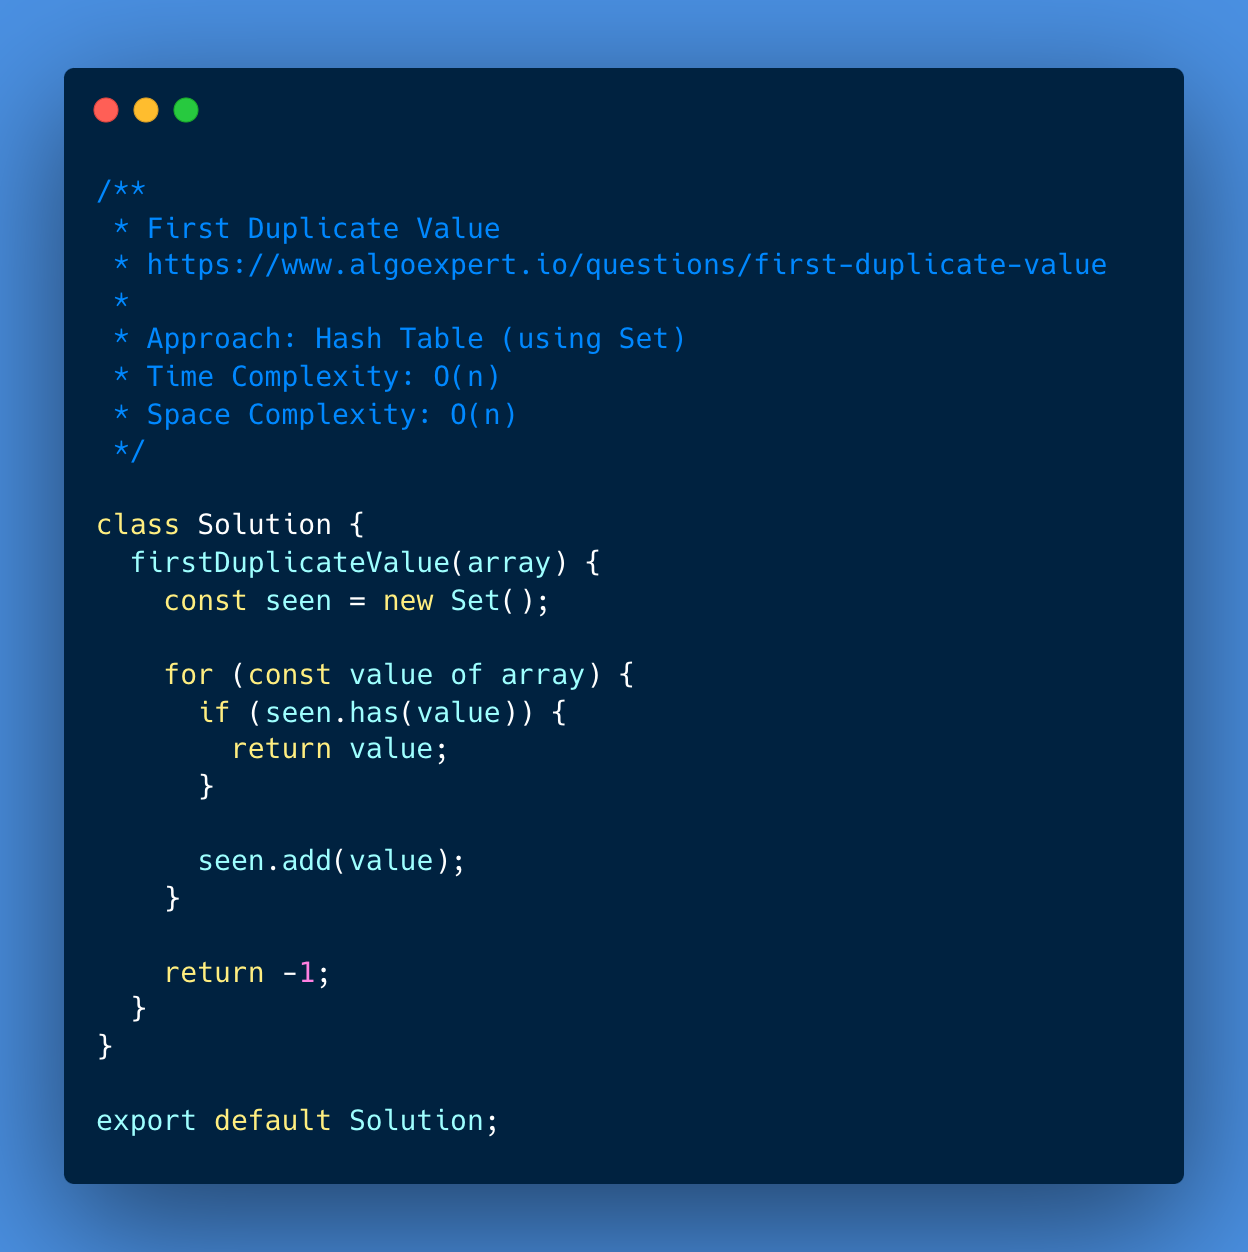 /**
 * First Duplicate Value
 * https://www.algoexpert.io/questions/first-duplicate-value
 *
 * Approach: Hash Table (using Set)
 * Time Complexity: O(n)
 * Space Complexity: O(n)
 */

class Solution {
  firstDuplicateValue(array) {
    const seen = new Set();

    for (const value of array) {
      if (seen.has(value)) {
        return value;
      }

      seen.add(value);
    }

    return -1;
  }
}

export default Solution;